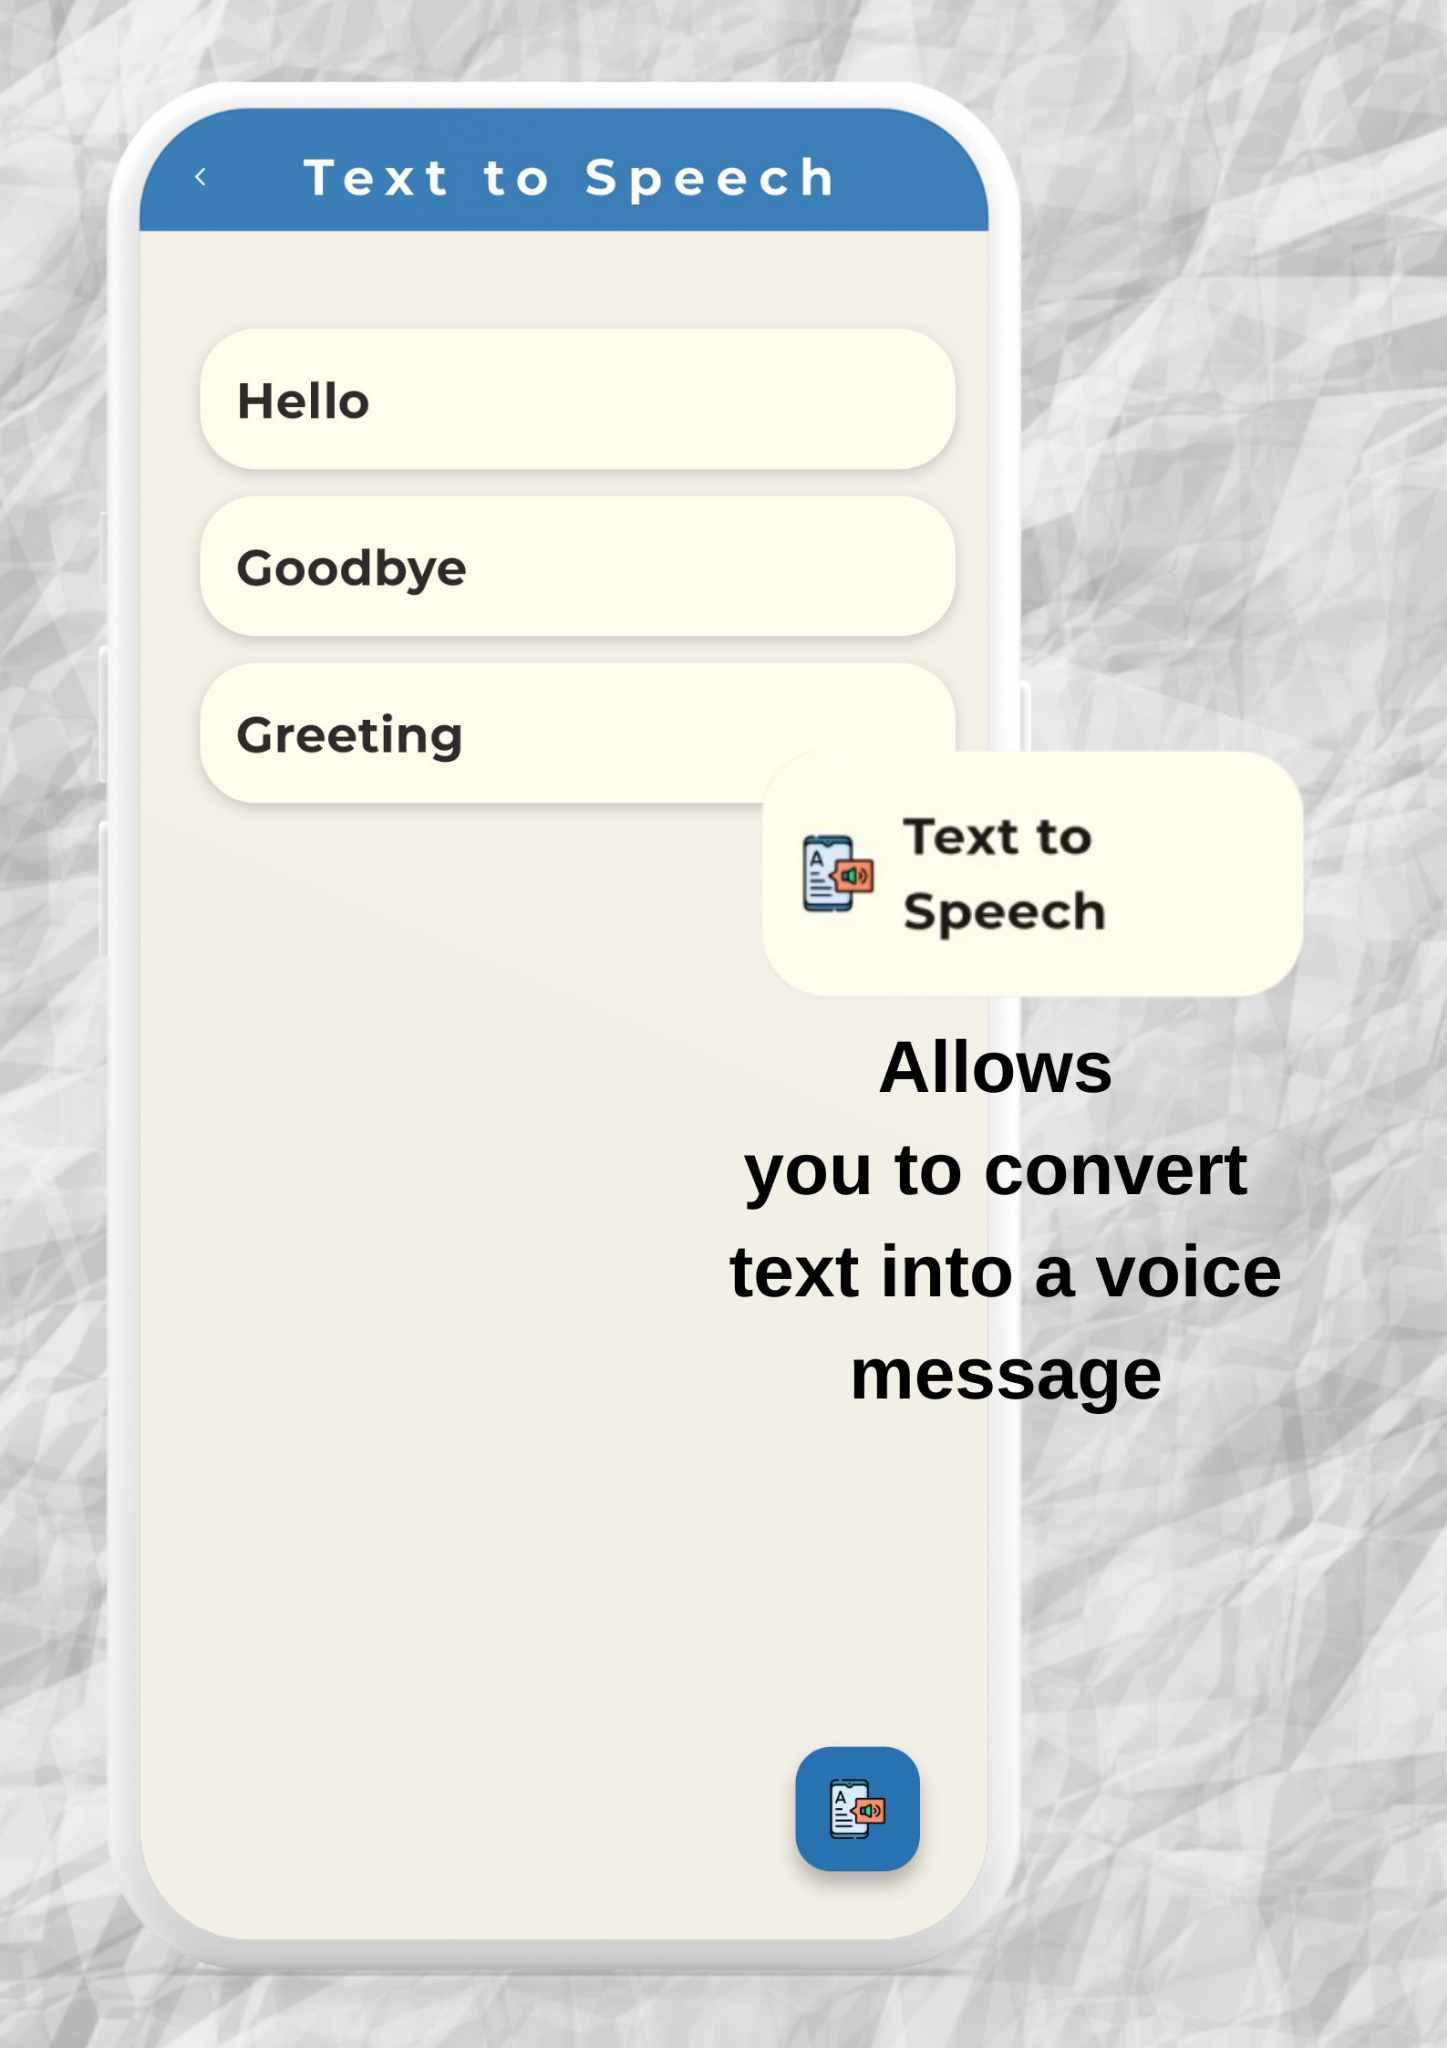 Text to Speech
Hello
Goodbye
Greeting
Text to
Speech
Allows
you to convert
text into a voice
message